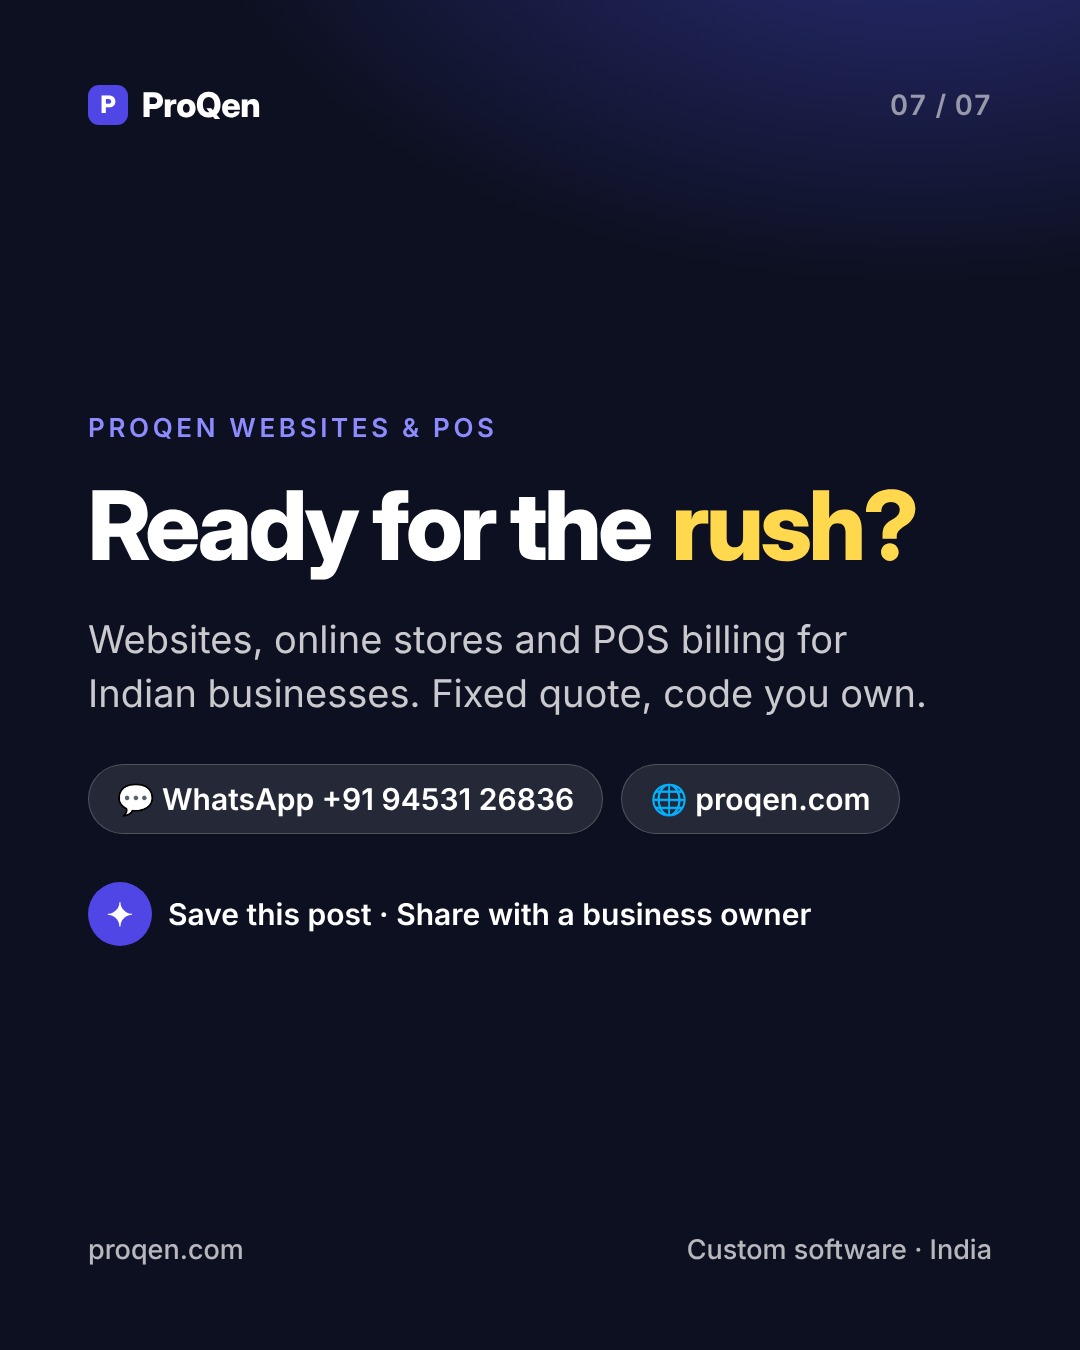 P ProQen
07 / 07
PROQEN WEBSITES & POS
Ready for the rush?
Websites, online stores and POS billing for
Indian businesses. Fixed quote, code you own.
💬 WhatsApp +91 94531 26836
🌐 proqen.com
✦ Save this post · Share with a business owner
proqen.com
Custom software · India